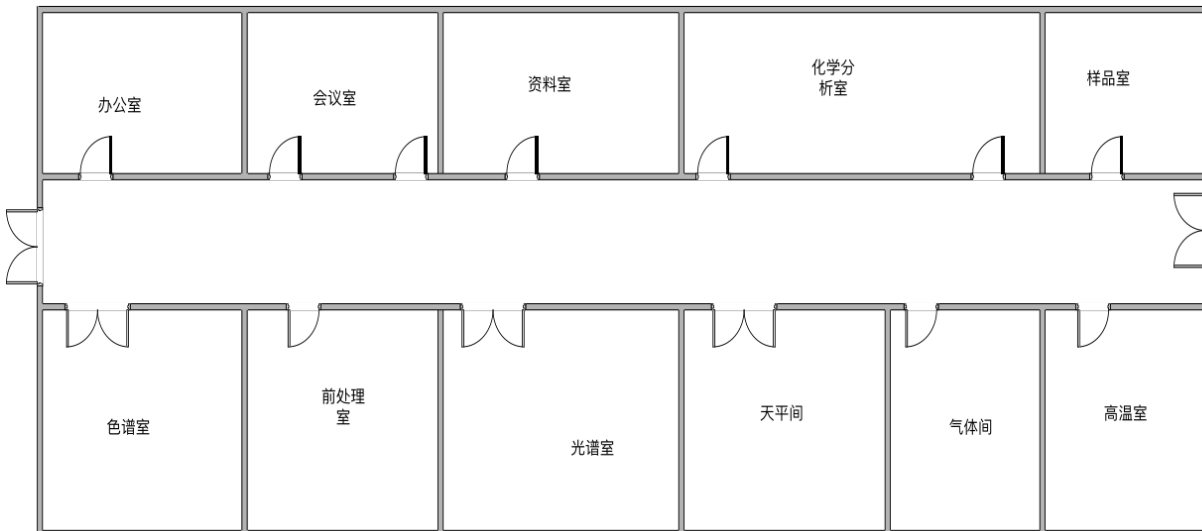 办公室
会议室
资料室
化学分
析室
样品室
色谱室
前处理
室
光谱室
天平间
气体间
高温室